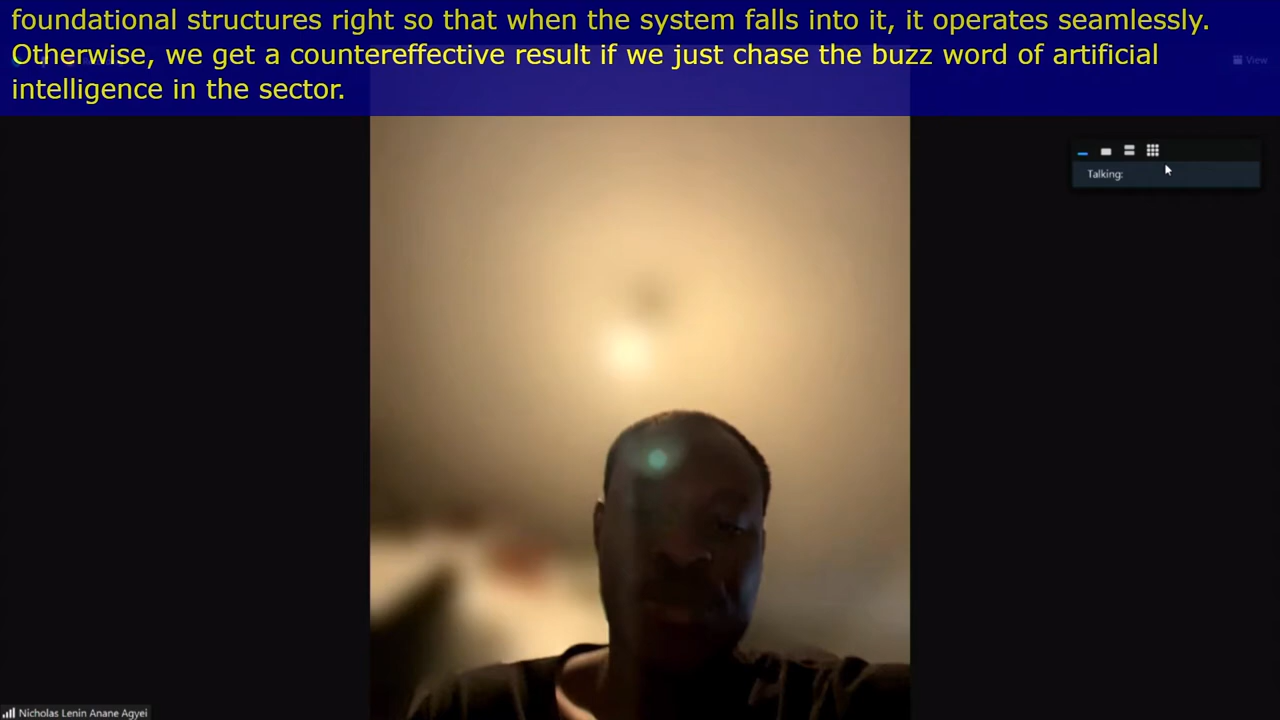 foundational structures right so that when the system falls into it, it operates seamlessly.
Otherwise, we get a countereffective result if we just chase the buzz word of artificial
intelligence in the sector.
View
Talking:
Nicholas Lenin Anane Agyei